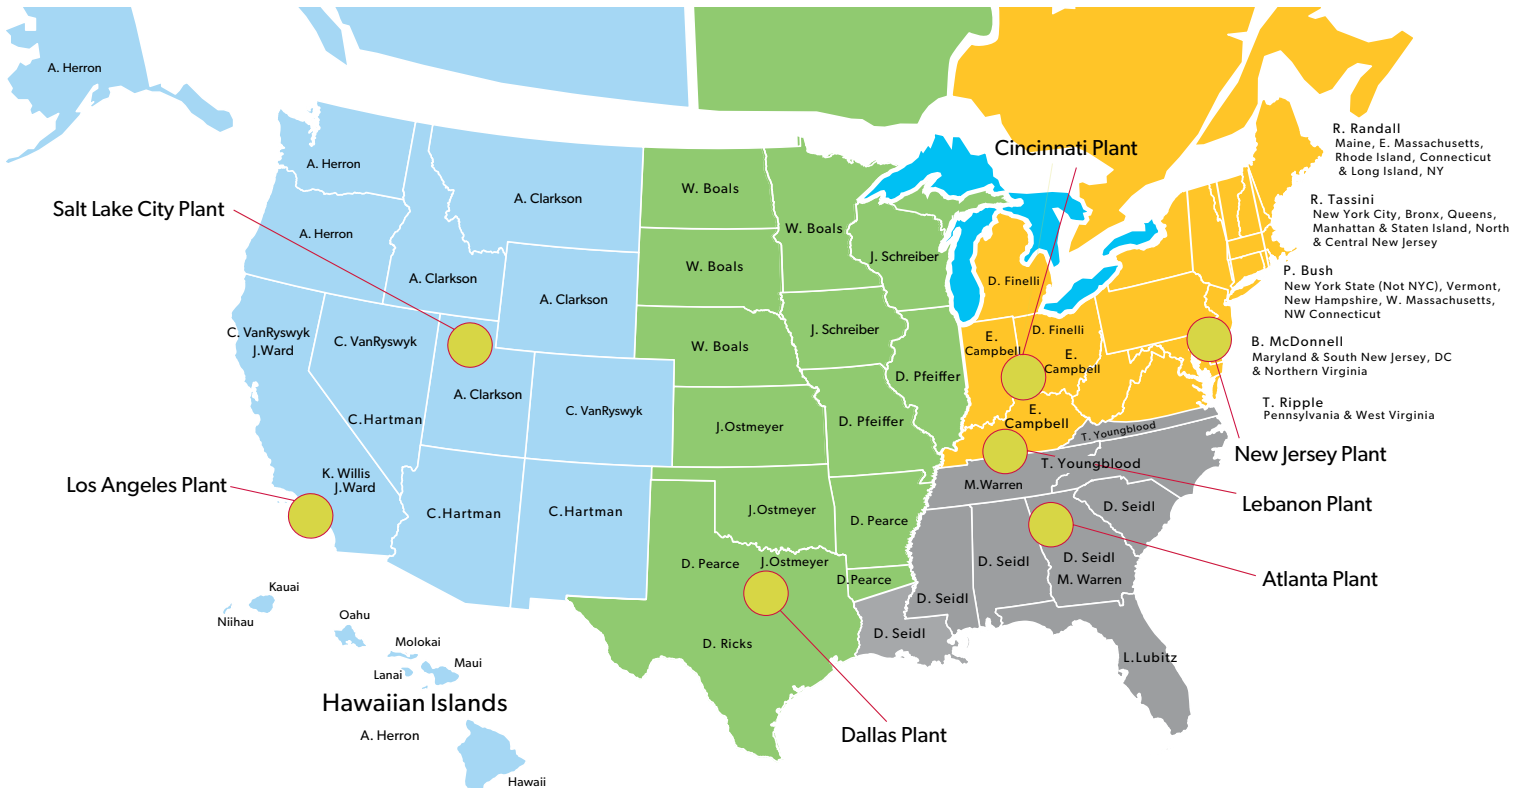 A. Herron
R. Randall
Maine, E. Massachusetts,
Rhode Island, Connecticut
& Long Island, NY
Cincinnati Plant
A. Herron
W. Boals
A. Clarkson
R. Tassini
New York City, Bronx, Queens,
Manhattan & Staten Island, North
& Central New Jersey
Salt Lake City Plant
A. Herron
W. Boals
J. Schreiber
W. Boals
A. Clarkson
D. Finelli
P. Bush
New York State (Not NYC), Vermont,
New Hampshire, W. Massachusetts,
NW Connecticut
A. Clarkson
C. VanRyswyk
J.Ward
C. VanRyswyk
W. Boals
J. Schreiber
D. Finelli
E.
Campbell
E.
Campbell
B. McDonnell
Maryland & South New Jersey, DC
& Northern Virginia
D. Pfeiffer
A. Clarkson
C. VanRyswyk
C.Hartman
J.Ostmeyer
D. Pfeiffer
E.
Campbell
T. Ripple
Pennsylvania & West Virginia
T. Youngblood
New Jersey Plant
T. Youngblood
K. Willis
J.Ward
Los Angeles Plant
M.Warren
Lebanon Plant
C.Hartman
C.Hartman
J.Ostmeyer
D. Pearce
D. Seidl
D. Pearce
J.Ostmeyer
D. Seidl
D. Seidl
M. Warren
Atlanta Plant
D.Pearce
Kauai
Niihau
Oahu
D. Seidl
D. Seidl
Molokai
D. Ricks
L.Lubitz
Lanai
Maui
Hawaiian Islands
A. Herron
Dallas Plant
Hawaii